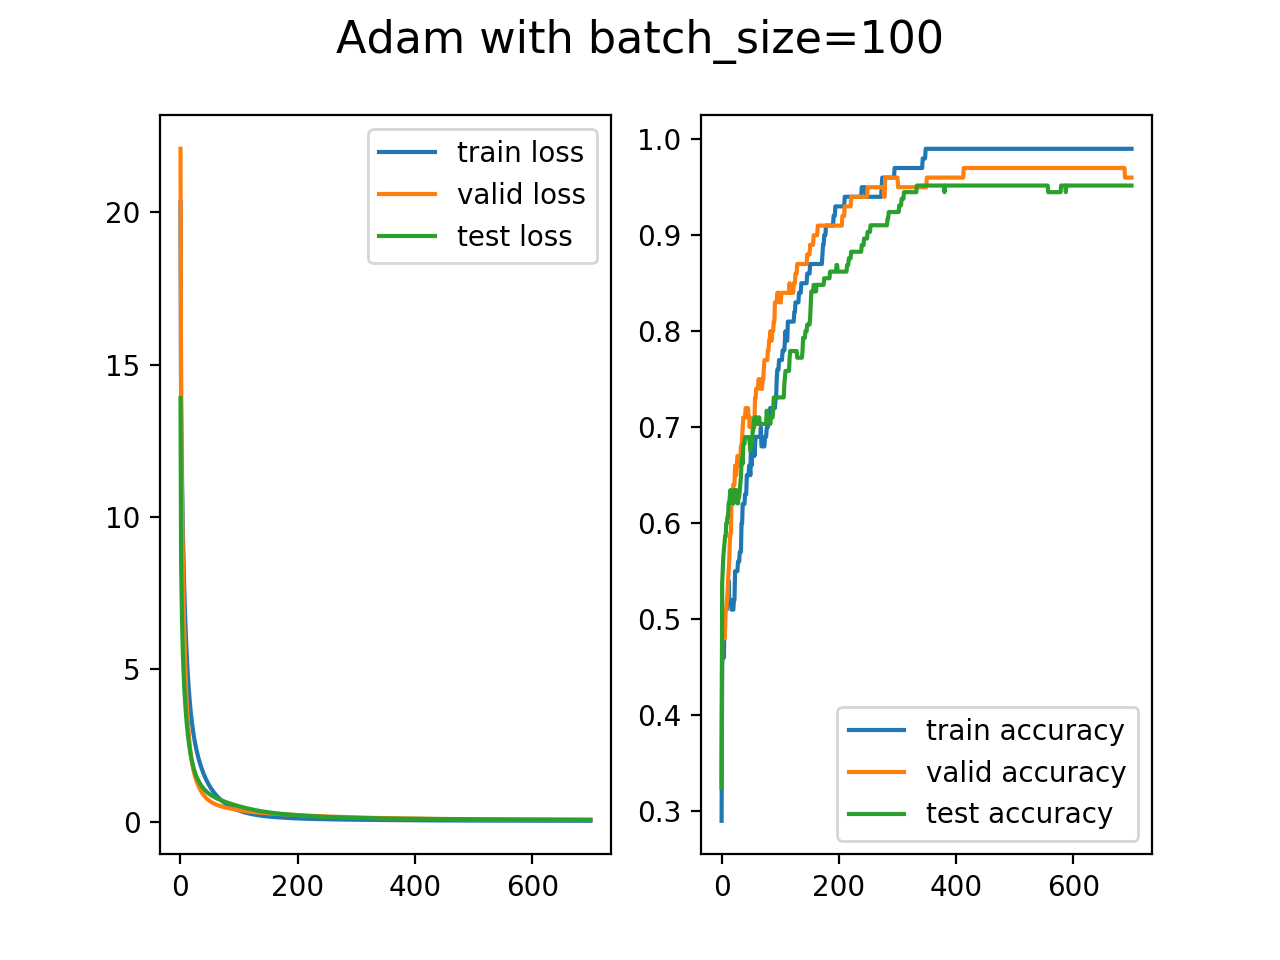 Adam with batch_size=100
train loss
valid loss
test loss
20
15
10
5
0
0 200 400 600
1.0
0.9
0.8
0.7
0.6
0.5
0.4
0.3
train accuracy
valid accuracy
test accuracy
0 200 400 600